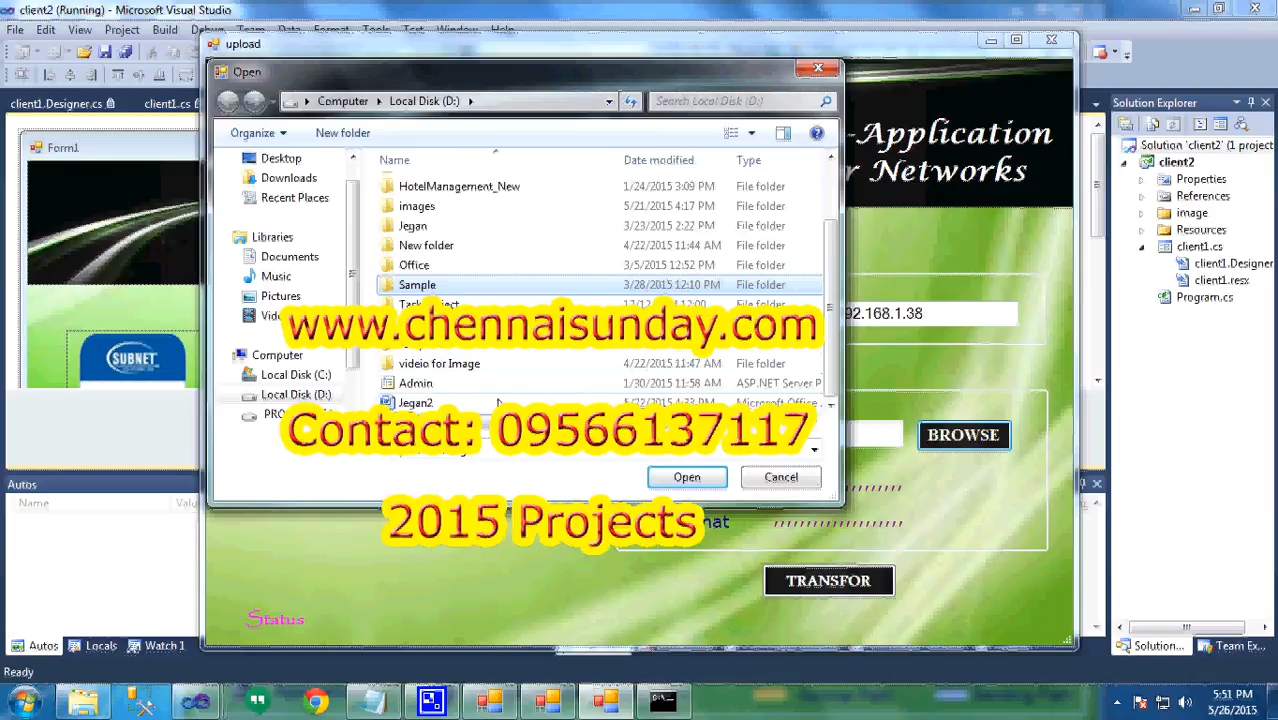 client2 (Running) - Microsoft Visual Studio
File Edit View Project Build
upload
client1.Designer.cs client1.cs
Form1
SUBNET
Open
Computer Local Disk (D:)
Search Local Disk (D:)
Organize New folder
Desktop
Downloads
Recent Places
Libraries
Documents
Music
Pictures
Computer
Local Disk (C:)
Local Disk (D:)
Name Date modified Type
HotelManagement_New 1/24/2015 3:09 PM File folder
images 5/21/2015 4:17 PM File folder
Jegan 3/23/2015 2:22 PM File folder
New folder 4/22/2015 11:44 AM File folder
Office 3/5/2015 12:52 PM File folder
Sample 3/28/2015 12:10 PM File folder
www.chennaisunday.com
videio for Image 4/22/2015 11:47 AM File folder
Admin 1/30/2015 11:58 AM ASP.NET Server P
Jegan2
Contact: 09566137117
Open Cancel
2015 Projects
-Application
r Networks
92.168.1.38
BROWSE
TRANSFOR
Status
Solution Explorer
Solution 'client2' (1 project
client2
Properties
References
image
Resources
client1.cs
client1.Designer
client1.resx
Program.cs
Autos
Name Valu
Autos Locals Watch 1
Solution... Team Ex...
Ready
5:51 PM
5/26/2015